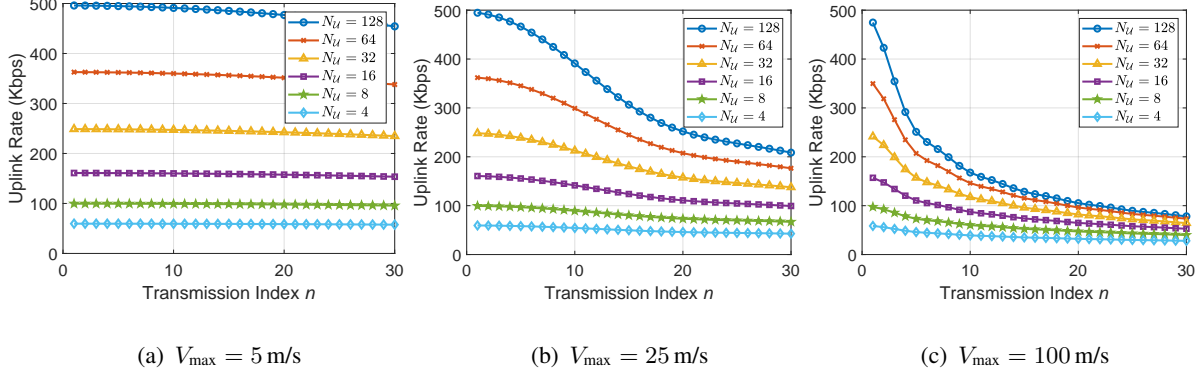 500
400
300
200
100
0
Uplink Rate (Kbps)
0 10 20 30
Transmission Index n
N_𝒰 = 128
N_𝒰 = 64
N_𝒰 = 32
N_𝒰 = 16
N_𝒰 = 8
N_𝒰 = 4
(a) V_max = 5 m/s
500
400
300
200
100
0
Uplink Rate (Kbps)
0 10 20 30
Transmission Index n
N_𝒰 = 128
N_𝒰 = 64
N_𝒰 = 32
N_𝒰 = 16
N_𝒰 = 8
N_𝒰 = 4
(b) V_max = 25 m/s
500
400
300
200
100
0
Uplink Rate (Kbps)
0 10 20 30
Transmission Index n
N_𝒰 = 128
N_𝒰 = 64
N_𝒰 = 32
N_𝒰 = 16
N_𝒰 = 8
N_𝒰 = 4
(c) V_max = 100 m/s